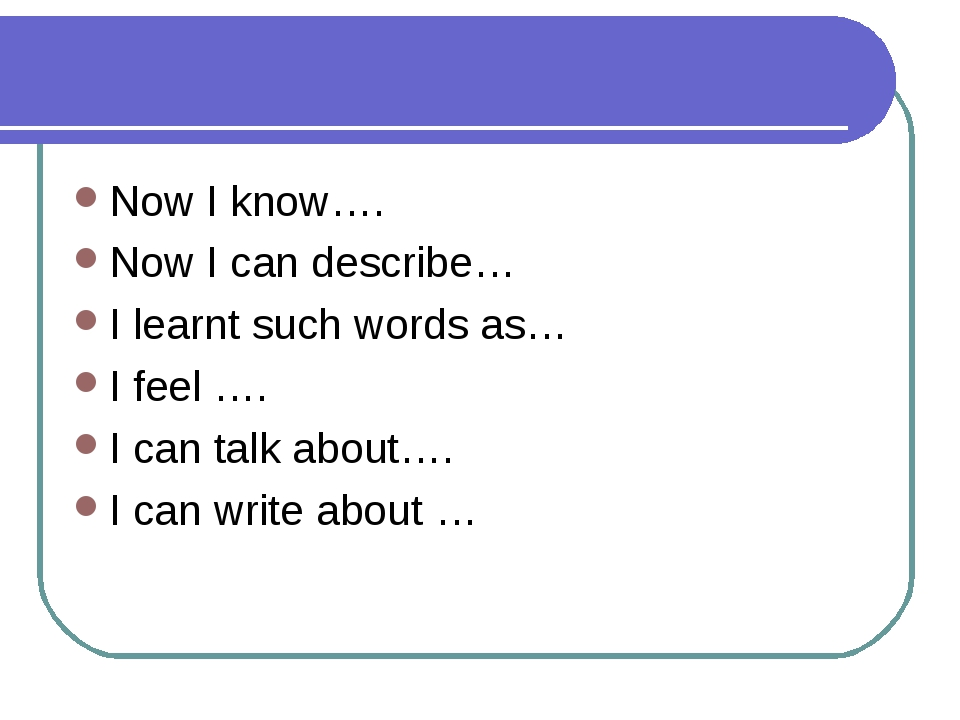 Now I know….
Now I can describe…
I learnt such words as…
I feel ….
I can talk about….
I can write about …